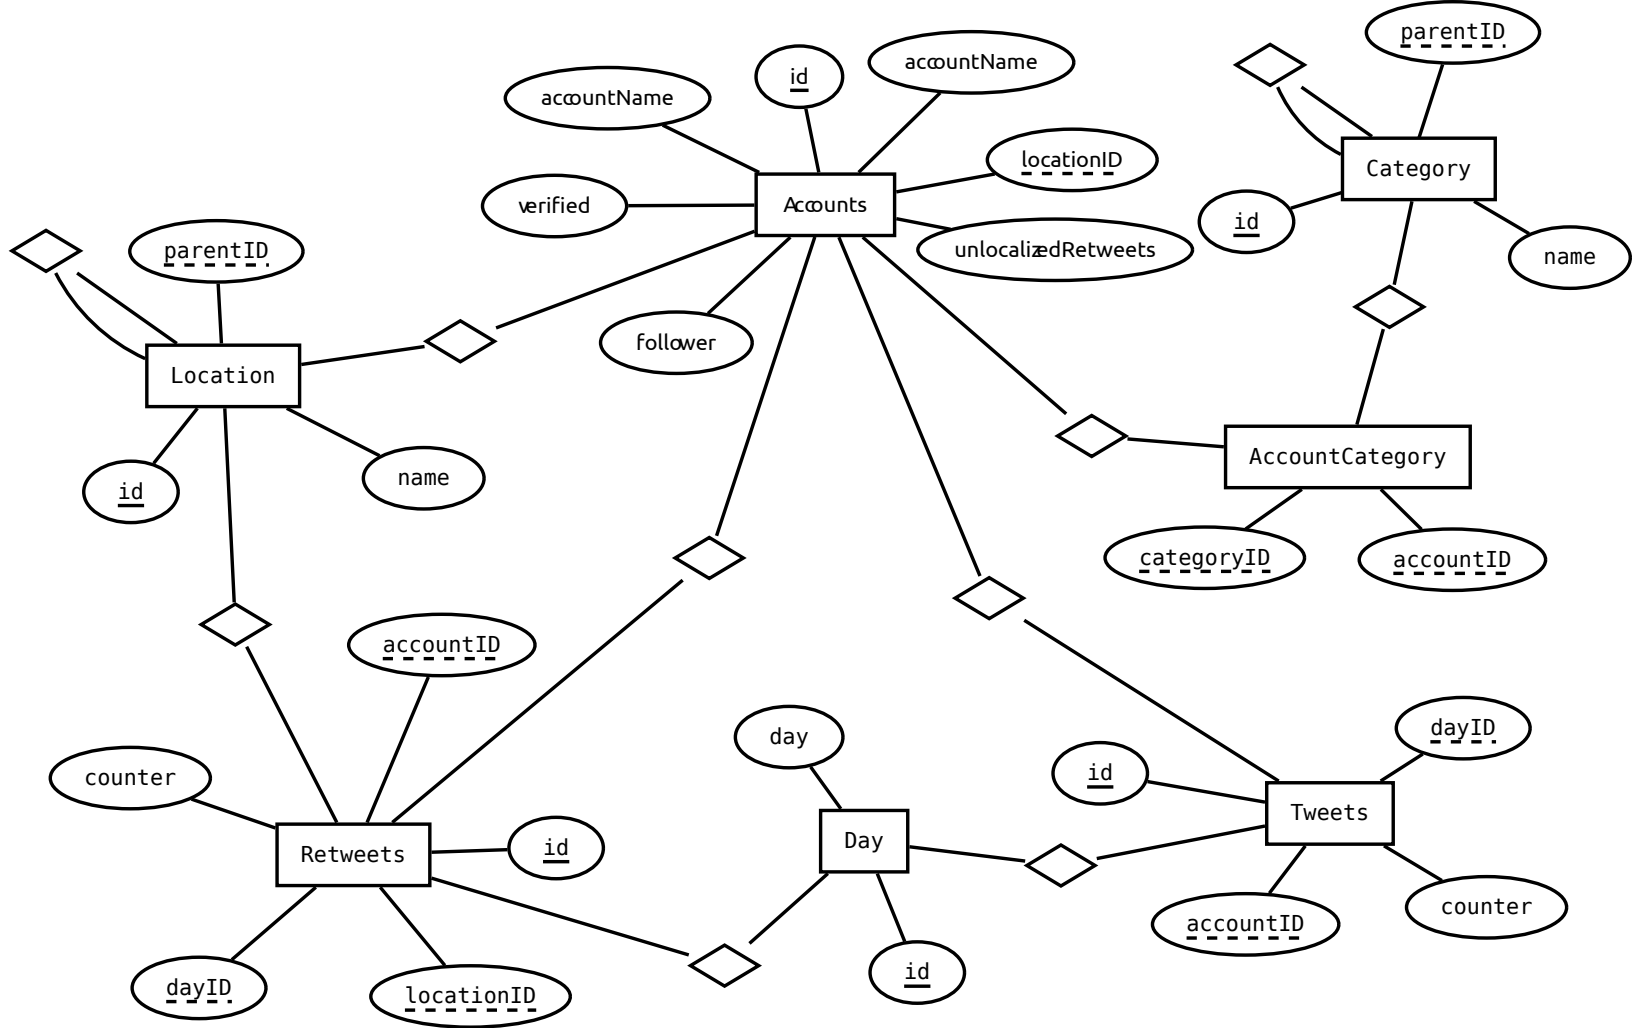 parentID
id
accountName
accountName
locationID
Category
verified
Accounts
id
parentID
unlocalizedRetweets
name
follower
Location
AccountCategory
id
name
categoryID
accountID
accountID
dayID
day
id
counter
Tweets
Day
id
Retweets
counter
accountID
id
dayID
locationID